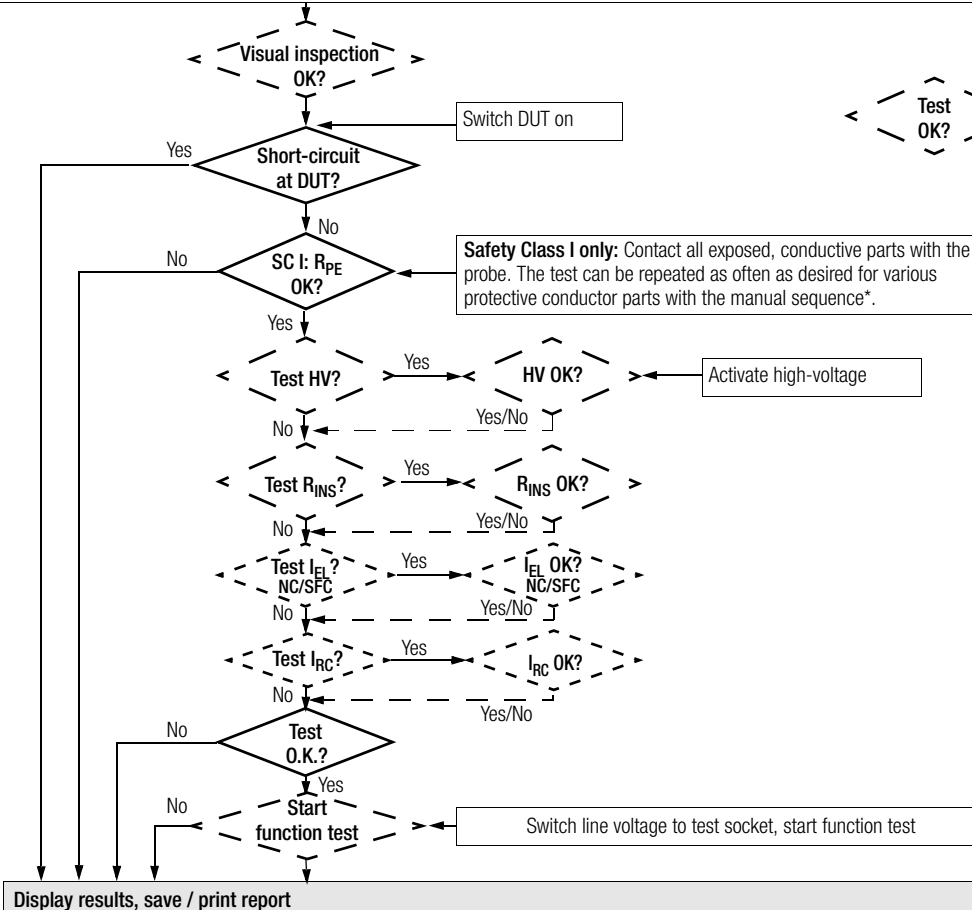 Visual inspection
OK?
Switch DUT on
Test
OK?
Yes
Short-circuit
at DUT?
No
No
SC I: RPE
OK?
Safety Class I only: Contact all exposed, conductive parts with the
probe. The test can be repeated as often as desired for various
protective conductor parts with the manual sequence*.
Yes
Test HV?
Yes
HV OK?
Activate high-voltage
No
Yes/No
Test RINS?
Yes
RINS OK?
No
Yes/No
Test IEL?
NC/SFC
Yes
IEL OK?
NC/SFC
No
Yes/No
Test IRC?
Yes
IRC OK?
No
Yes/No
No
Test
O.K.?
Yes
No
Start
function test
Switch line voltage to test socket, start function test
Display results, save / print report